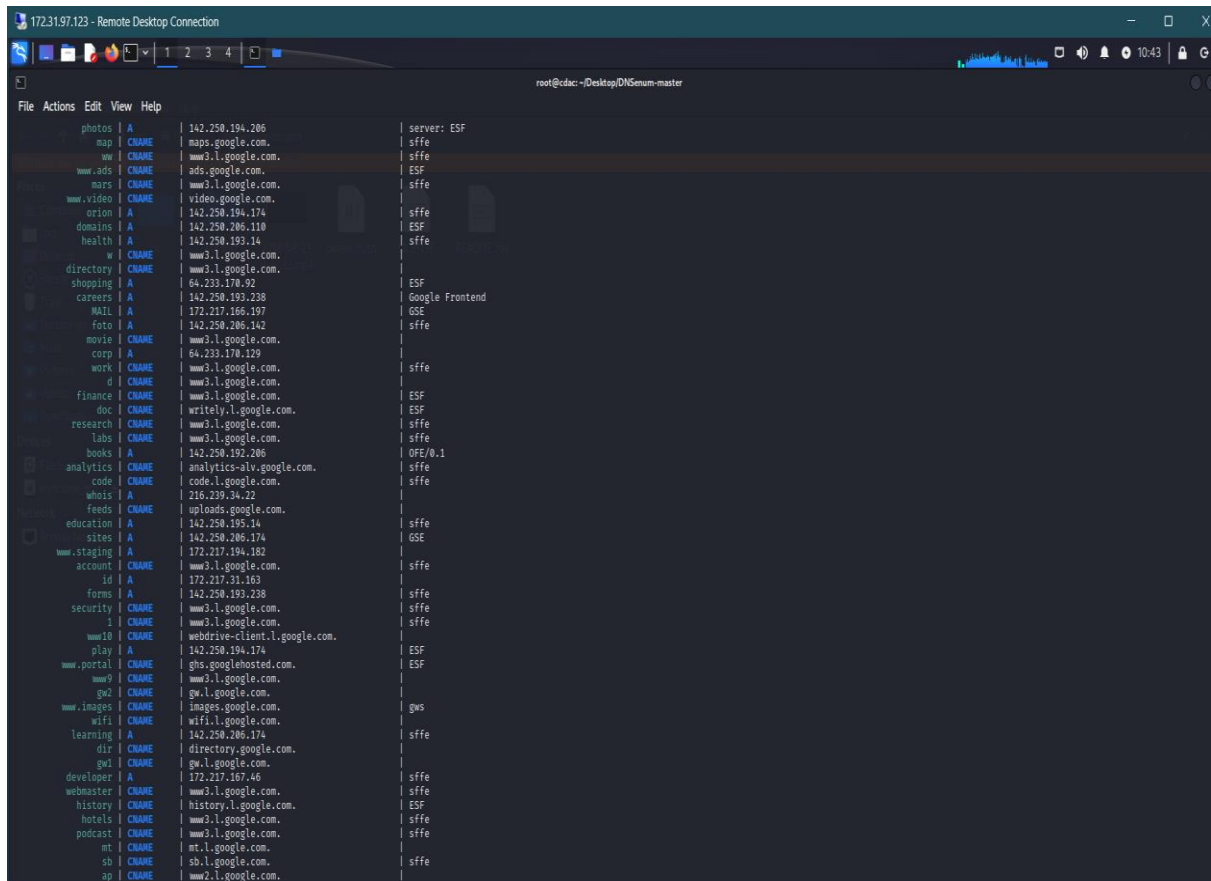 172.31.97.123 - Remote Desktop Connection
1 2 3 4 10:43
root@cdac: ~/Desktop/DNSenum-master
File Actions Edit View Help
photos | A | 142.250.194.206 | server: ESF
map | CNAME | maps.google.com. | sffe
ww | CNAME | www3.l.google.com. | sffe
www.ads | CNAME | ads.google.com. | ESF
mars | CNAME | www3.l.google.com. | sffe
www.video | CNAME | video.google.com. |
orion | A | 142.250.194.174 | sffe
domains | A | 142.250.206.110 | ESF
health | A | 142.250.193.14 | sffe
w | CNAME | www3.l.google.com. |
directory | CNAME | www3.l.google.com. |
shopping | A | 64.233.170.92 | ESF
careers | A | 142.250.193.238 | Google Frontend
MAIL | A | 172.217.166.197 | GSE
foto | A | 142.250.206.142 | sffe
movie | CNAME | www3.l.google.com. |
corp | A | 64.233.170.129 |
work | CNAME | www3.l.google.com. | sffe
d | CNAME | www3.l.google.com. |
finance | CNAME | www3.l.google.com. | ESF
doc | CNAME | writely.l.google.com. | ESF
research | CNAME | www3.l.google.com. | sffe
labs | CNAME | www3.l.google.com. | sffe
books | A | 142.250.192.206 | OFE/0.1
analytics | CNAME | analytics-alv.google.com. | sffe
code | CNAME | code.l.google.com. | sffe
whois | A | 216.239.34.22 |
feeds | CNAME | uploads.google.com. |
education | A | 142.250.195.14 | sffe
sites | A | 142.250.206.174 | GSE
www.staging | A | 172.217.194.182 |
account | CNAME | www3.l.google.com. | sffe
id | A | 172.217.31.163 |
forms | A | 142.250.193.238 | sffe
security | CNAME | www3.l.google.com. | sffe
1 | CNAME | www3.l.google.com. | sffe
www10 | CNAME | webdrive-client.l.google.com. |
play | A | 142.250.194.174 | ESF
www.portal | CNAME | ghs.googlehosted.com. | ESF
www9 | CNAME | www3.l.google.com. |
gw2 | CNAME | gw.l.google.com. |
www.images | CNAME | images.google.com. | gws
wifi | CNAME | wifi.l.google.com. |
learning | A | 142.250.206.174 | sffe
dir | CNAME | directory.google.com. |
gw1 | CNAME | gw.l.google.com. |
developer | A | 172.217.167.46 | sffe
webmaster | CNAME | www3.l.google.com. | sffe
history | CNAME | history.l.google.com. | ESF
hotels | CNAME | www3.l.google.com. | sffe
podcast | CNAME | www3.l.google.com. | sffe
mt | CNAME | mt.l.google.com. |
sb | CNAME | sb.l.google.com. | sffe
ap | CNAME | www2.l.google.com. |